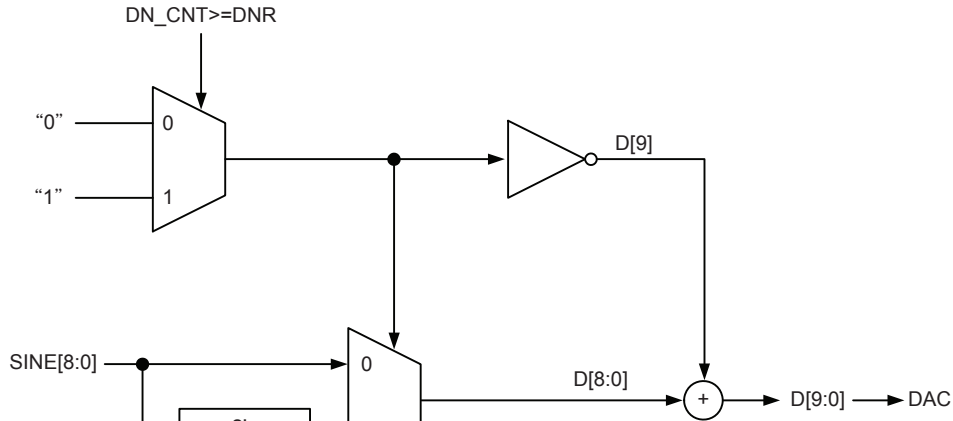 DN_CNT>=DNR
“0”
0
D[9]
“1”
1
SINE[8:0]
0
D[8:0]
+
D[9:0]
DAC